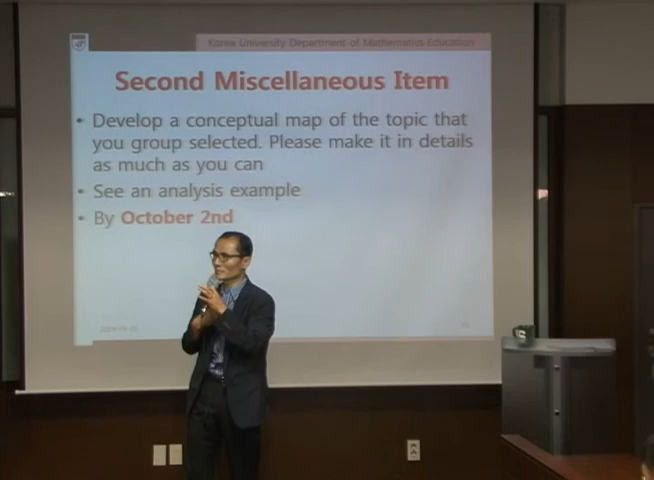 Korea University Department of Mathematics Education
Second Miscellaneous Item
• Develop a conceptual map of the topic that
you group selected. Please make it in details
as much as you can
• See an analysis example
• By October 2nd